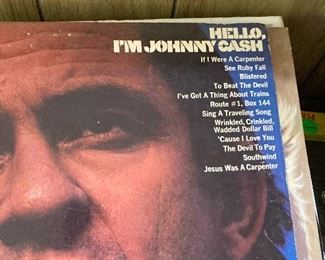 HELLO,
I'M JOHNNY CASH
If I Were A Carpenter
See Ruby Fall
Blistered
To Beat The Devil
I've Got A Thing About Trains
Route #1, Box 144
Sing A Traveling Song
Wrinkled, Crinkled,
Wadded Dollar Bill
'Cause I Love You
The Devil To Pay
Southwind
Jesus Was A Carpenter